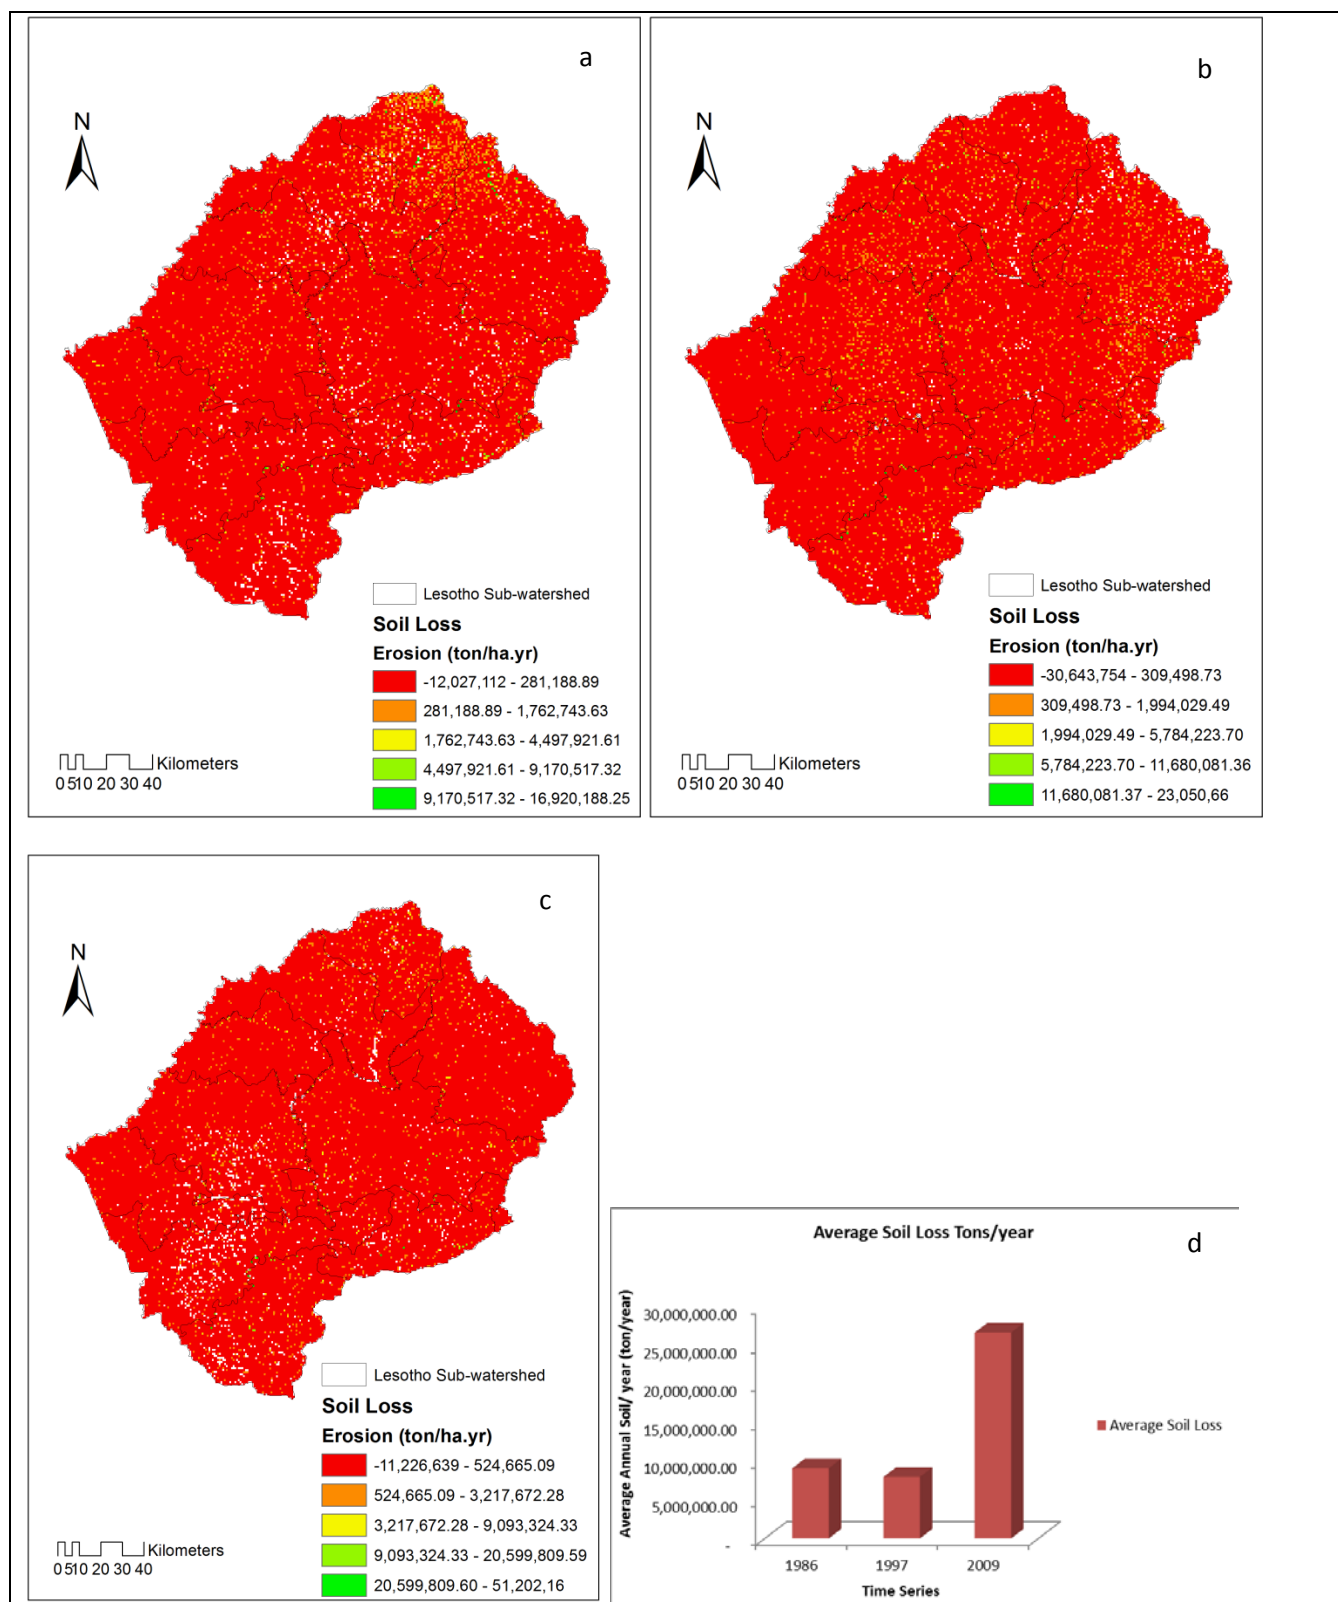 a
N
Lesotho Sub-watershed
Soil Loss
Erosion (ton/ha.yr)
-12,027,112 - 281,188.89
281,188.89 - 1,762,743.63
1,762,743.63 - 4,497,921.61
4,497,921.61 - 9,170,517.32
9,170,517.32 - 16,920,188.25
Kilometers
0 510 20 30 40
b
N
Lesotho Sub-watershed
Soil Loss
Erosion (ton/ha.yr)
-30,643,754 - 309,498.73
309,498.73 - 1,994,029.49
1,994,029.49 - 5,784,223.70
5,784,223.70 - 11,680,081.36
11,680,081.37 - 23,050,66
Kilometers
0 510 20 30 40
c
N
Lesotho Sub-watershed
Soil Loss
Erosion (ton/ha.yr)
-11,226,639 - 524,665.09
524,665.09 - 3,217,672.28
3,217,672.28 - 9,093,324.33
9,093,324.33 - 20,599,809.59
20,599,809.60 - 51,202,16
Kilometers
0 510 20 30 40
Average Soil Loss Tons/year
d
Average Annual Soil/ year (ton/year)
30,000,000.00
25,000,000.00
20,000,000.00
15,000,000.00
10,000,000.00
5,000,000.00
-
1986 1997 2009
Time Series
Average Soil Loss